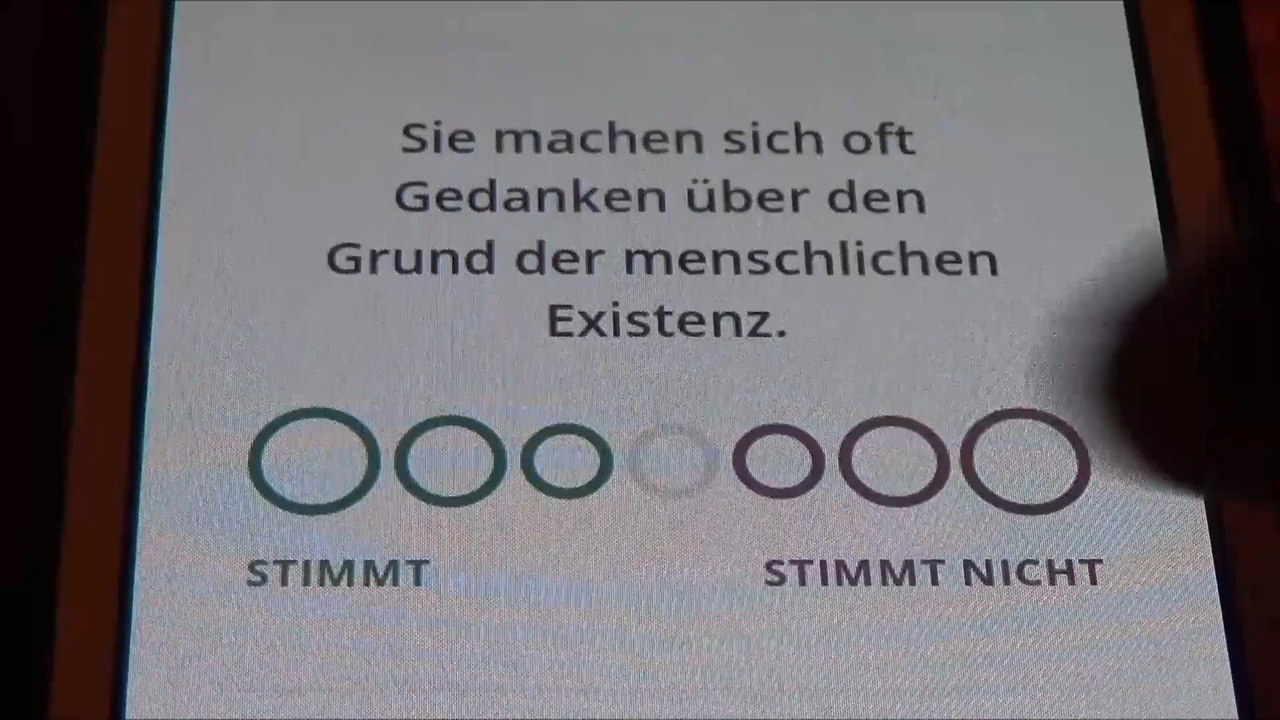 Sie machen sich oft
Gedanken über den
Grund der menschlichen
Existenz.
STIMMT
STIMMT NICHT